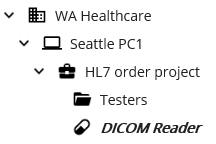 WA Healthcare
Seattle PC1
HL7 order project
Testers
DICOM Reader